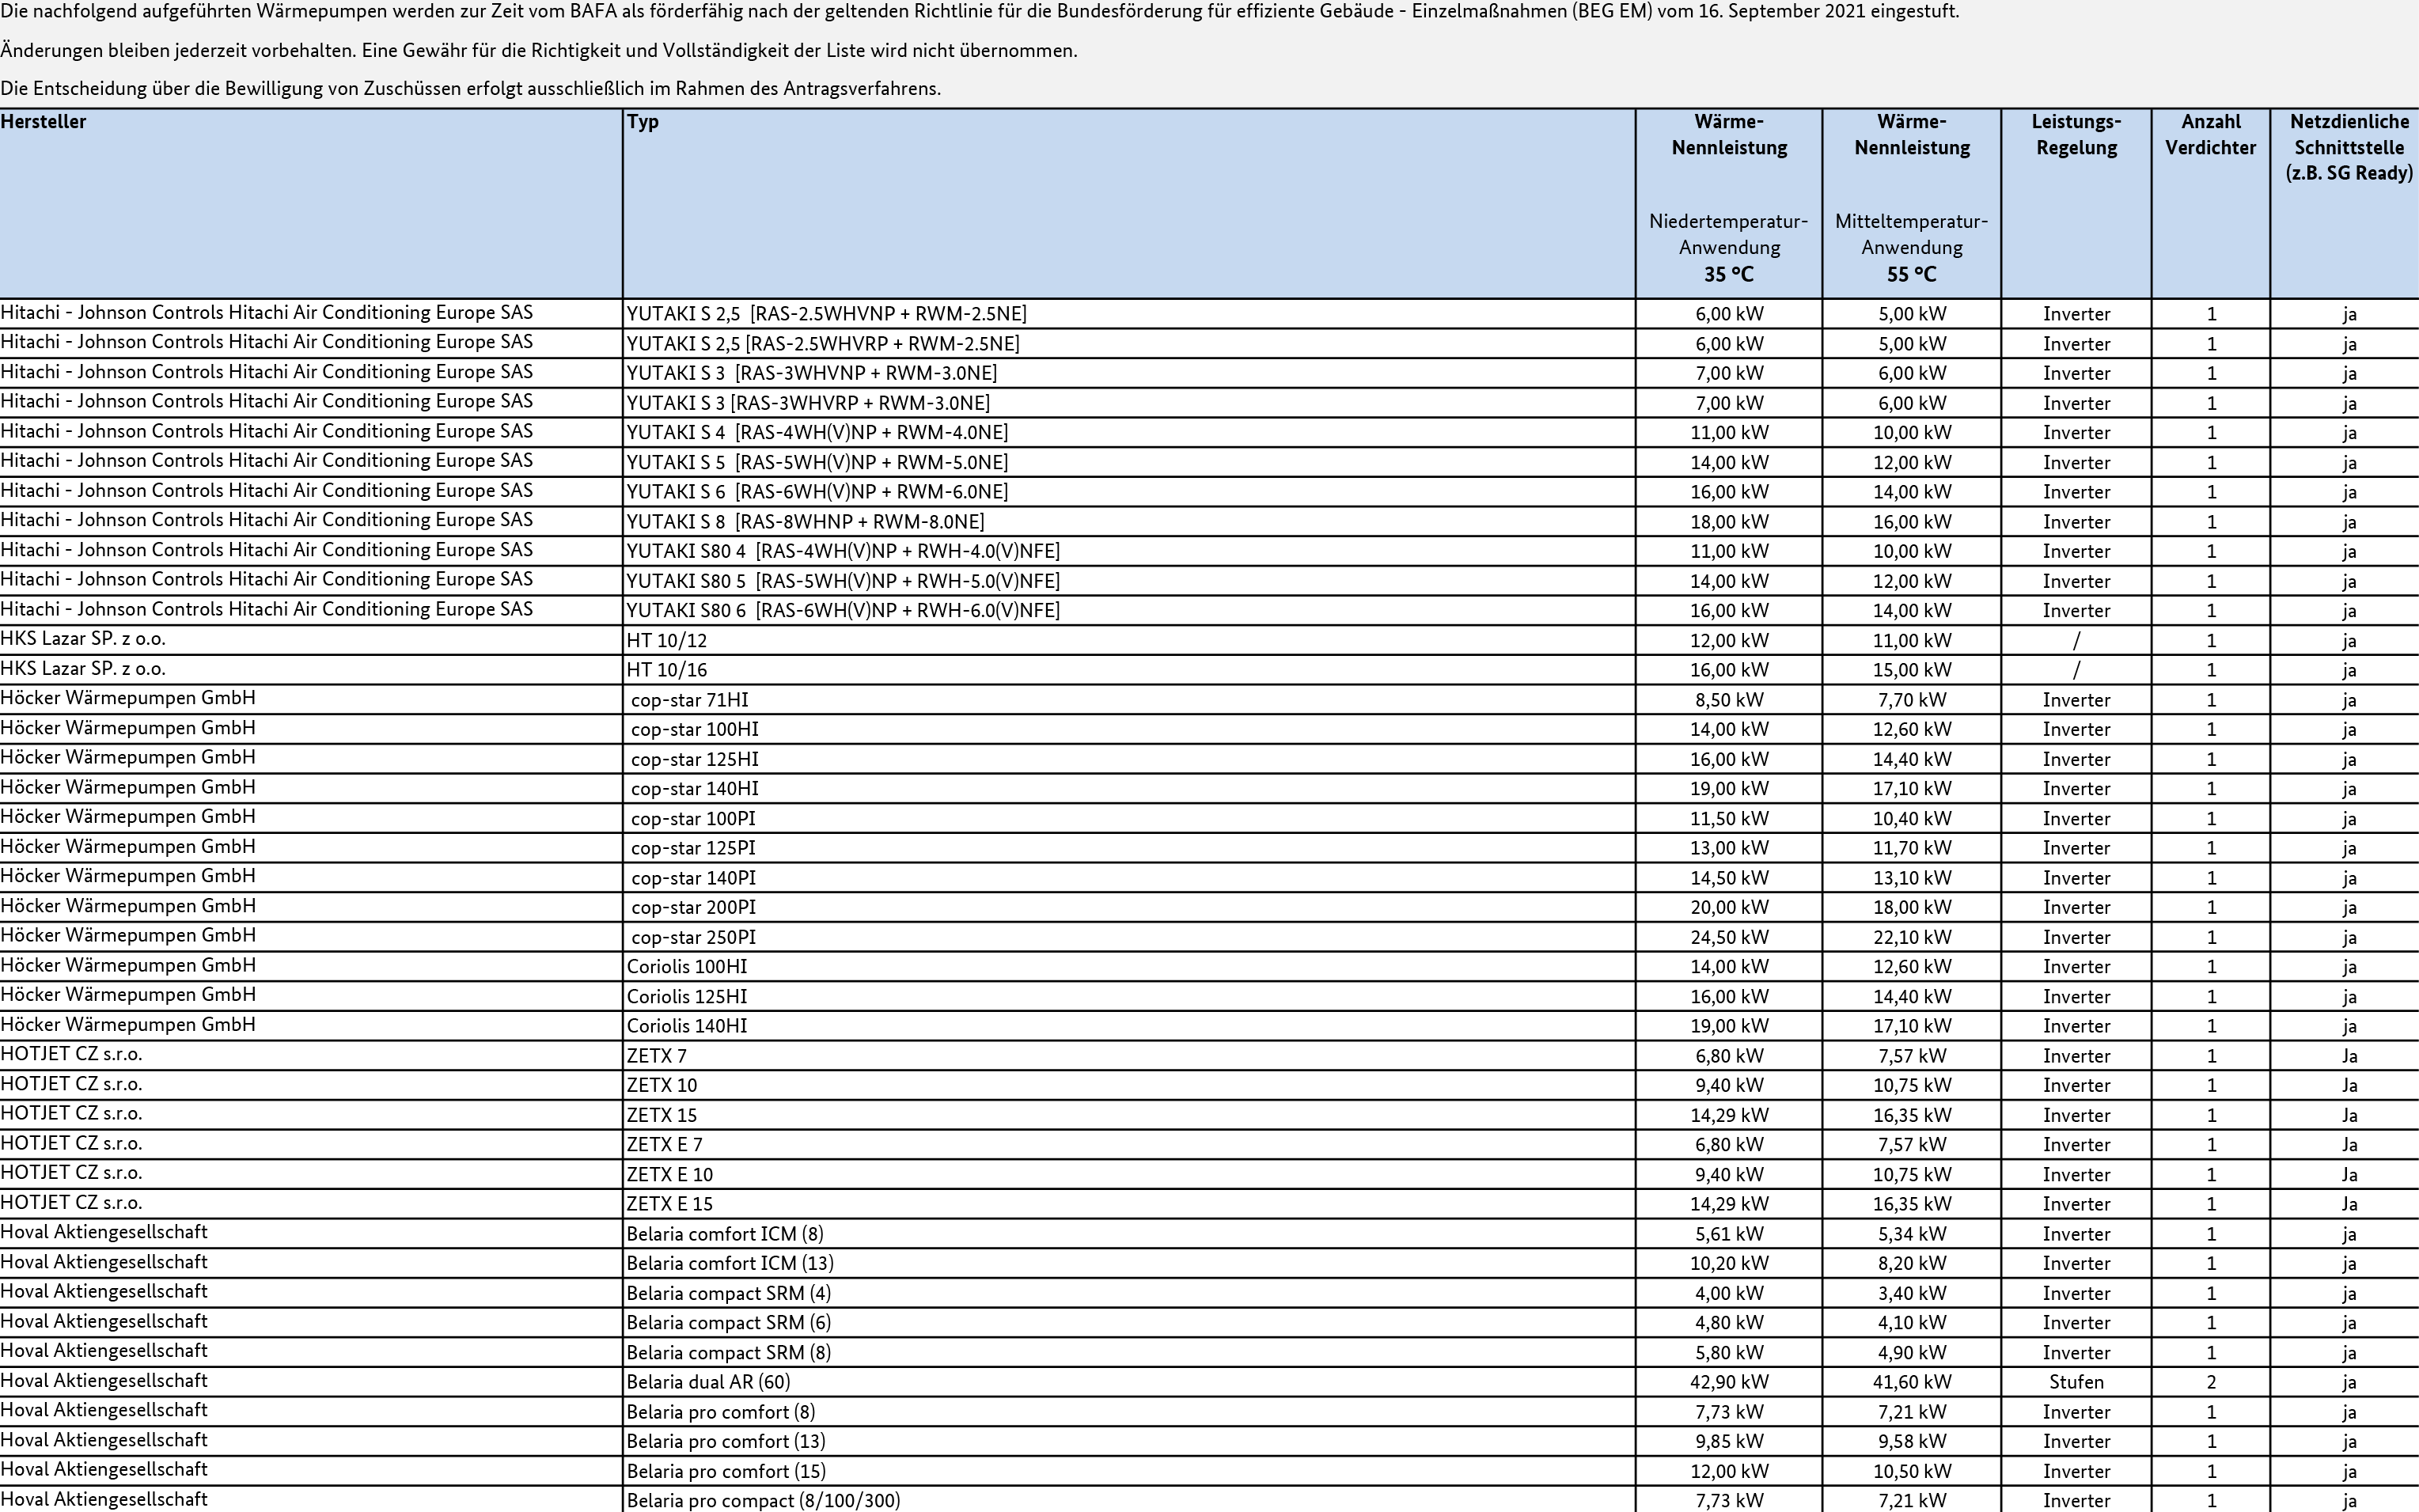 Die nachfolgend aufgeführten Wärmepumpen werden zur Zeit vom BAFA als förderfähig nach der geltenden Richtlinie für die Bundesförderung für effiziente Gebäude - Einzelmaßnahmen (BEG EM) vom 16. September 2021 eingestuft.
Änderungen bleiben jederzeit vorbehalten. Eine Gewähr für die Richtigkeit und Vollständigkeit der Liste wird nicht übernommen.
Die Entscheidung über die Bewilligung von Zuschüssen erfolgt ausschließlich im Rahmen des Antragsverfahrens.
Hersteller Typ Wärme-Nennleistung Niedertemperatur-Anwendung 35 °C Wärme-Nennleistung Mitteltemperatur-Anwendung 55 °C Leistungs-Regelung Anzahl Verdichter Netzdienliche Schnittstelle (z.B. SG Ready)
Hitachi - Johnson Controls Hitachi Air Conditioning Europe SAS YUTAKI S 2,5 [RAS-2.5WHVNP + RWM-2.5NE] 6,00 kW 5,00 kW Inverter 1 ja
Hitachi - Johnson Controls Hitachi Air Conditioning Europe SAS YUTAKI S 2,5 [RAS-2.5WHVRP + RWM-2.5NE] 6,00 kW 5,00 kW Inverter 1 ja
Hitachi - Johnson Controls Hitachi Air Conditioning Europe SAS YUTAKI S 3 [RAS-3WHVNP + RWM-3.0NE] 7,00 kW 6,00 kW Inverter 1 ja
Hitachi - Johnson Controls Hitachi Air Conditioning Europe SAS YUTAKI S 3 [RAS-3WHVRP + RWM-3.0NE] 7,00 kW 6,00 kW Inverter 1 ja
Hitachi - Johnson Controls Hitachi Air Conditioning Europe SAS YUTAKI S 4 [RAS-4WH(V)NP + RWM-4.0NE] 11,00 kW 10,00 kW Inverter 1 ja
Hitachi - Johnson Controls Hitachi Air Conditioning Europe SAS YUTAKI S 5 [RAS-5WH(V)NP + RWM-5.0NE] 14,00 kW 12,00 kW Inverter 1 ja
Hitachi - Johnson Controls Hitachi Air Conditioning Europe SAS YUTAKI S 6 [RAS-6WH(V)NP + RWM-6.0NE] 16,00 kW 14,00 kW Inverter 1 ja
Hitachi - Johnson Controls Hitachi Air Conditioning Europe SAS YUTAKI S 8 [RAS-8WHNP + RWM-8.0NE] 18,00 kW 16,00 kW Inverter 1 ja
Hitachi - Johnson Controls Hitachi Air Conditioning Europe SAS YUTAKI S80 4 [RAS-4WH(V)NP + RWH-4.0(V)NFE] 11,00 kW 10,00 kW Inverter 1 ja
Hitachi - Johnson Controls Hitachi Air Conditioning Europe SAS YUTAKI S80 5 [RAS-5WH(V)NP + RWH-5.0(V)NFE] 14,00 kW 12,00 kW Inverter 1 ja
Hitachi - Johnson Controls Hitachi Air Conditioning Europe SAS YUTAKI S80 6 [RAS-6WH(V)NP + RWH-6.0(V)NFE] 16,00 kW 14,00 kW Inverter 1 ja
HKS Lazar SP. z o.o. HT 10/12 12,00 kW 11,00 kW / 1 ja
HKS Lazar SP. z o.o. HT 10/16 16,00 kW 15,00 kW / 1 ja
Höcker Wärmepumpen GmbH cop-star 71HI 8,50 kW 7,70 kW Inverter 1 ja
Höcker Wärmepumpen GmbH cop-star 100HI 14,00 kW 12,60 kW Inverter 1 ja
Höcker Wärmepumpen GmbH cop-star 125HI 16,00 kW 14,40 kW Inverter 1 ja
Höcker Wärmepumpen GmbH cop-star 140HI 19,00 kW 17,10 kW Inverter 1 ja
Höcker Wärmepumpen GmbH cop-star 100PI 11,50 kW 10,40 kW Inverter 1 ja
Höcker Wärmepumpen GmbH cop-star 125PI 13,00 kW 11,70 kW Inverter 1 ja
Höcker Wärmepumpen GmbH cop-star 140PI 14,50 kW 13,10 kW Inverter 1 ja
Höcker Wärmepumpen GmbH cop-star 200PI 20,00 kW 18,00 kW Inverter 1 ja
Höcker Wärmepumpen GmbH cop-star 250PI 24,50 kW 22,10 kW Inverter 1 ja
Höcker Wärmepumpen GmbH Coriolis 100HI 14,00 kW 12,60 kW Inverter 1 ja
Höcker Wärmepumpen GmbH Coriolis 125HI 16,00 kW 14,40 kW Inverter 1 ja
Höcker Wärmepumpen GmbH Coriolis 140HI 19,00 kW 17,10 kW Inverter 1 ja
HOTJET CZ s.r.o. ZETX 7 6,80 kW 7,57 kW Inverter 1 Ja
HOTJET CZ s.r.o. ZETX 10 9,40 kW 10,75 kW Inverter 1 Ja
HOTJET CZ s.r.o. ZETX 15 14,29 kW 16,35 kW Inverter 1 Ja
HOTJET CZ s.r.o. ZETX E 7 6,80 kW 7,57 kW Inverter 1 Ja
HOTJET CZ s.r.o. ZETX E 10 9,40 kW 10,75 kW Inverter 1 Ja
HOTJET CZ s.r.o. ZETX E 15 14,29 kW 16,35 kW Inverter 1 Ja
Hoval Aktiengesellschaft Belaria comfort ICM (8) 5,61 kW 5,34 kW Inverter 1 ja
Hoval Aktiengesellschaft Belaria comfort ICM (13) 10,20 kW 8,20 kW Inverter 1 ja
Hoval Aktiengesellschaft Belaria compact SRM (4) 4,00 kW 3,40 kW Inverter 1 ja
Hoval Aktiengesellschaft Belaria compact SRM (6) 4,80 kW 4,10 kW Inverter 1 ja
Hoval Aktiengesellschaft Belaria compact SRM (8) 5,80 kW 4,90 kW Inverter 1 ja
Hoval Aktiengesellschaft Belaria dual AR (60) 42,90 kW 41,60 kW Stufen 2 ja
Hoval Aktiengesellschaft Belaria pro comfort (8) 7,73 kW 7,21 kW Inverter 1 ja
Hoval Aktiengesellschaft Belaria pro comfort (13) 9,85 kW 9,58 kW Inverter 1 ja
Hoval Aktiengesellschaft Belaria pro comfort (15) 12,00 kW 10,50 kW Inverter 1 ja
Hoval Aktiengesellschaft Belaria pro compact (8/100/300) 7,73 kW 7,21 kW Inverter 1 ja